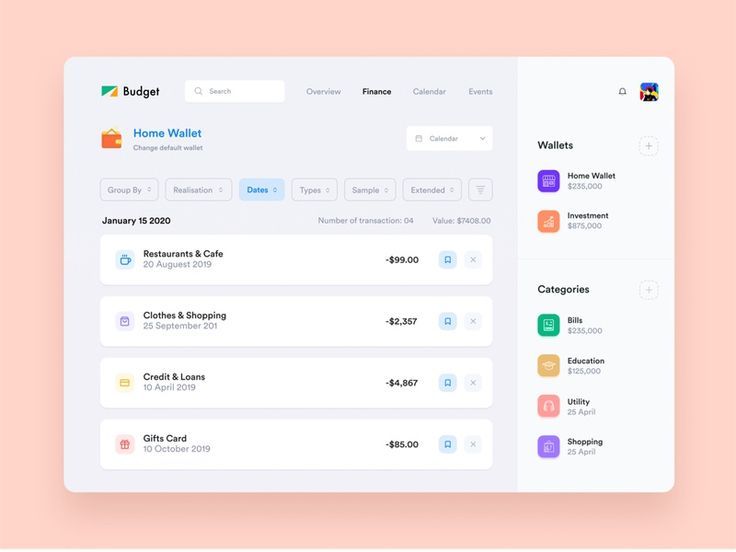 Budget
Search
Overview
Finance
Calendar
Events
Home Wallet
Change default wallet
Calendar
Group By
Realisation
Dates
Types
Sample
Extended
January 15 2020
Number of transaction: 04
Value: $7408.00
Restaurants & Cafe
20 Auguest 2019
-$99.00
Clothes & Shopping
25 September 201
-$2,357
Credit & Loans
10 April 2019
-$4,867
Gifts Card
10 October 2019
-$85.00
Wallets
Home Wallet
$235,000
Investment
$875,000
Categories
Bills
$235,000
Education
$125,000
Utility
25 April
Shopping
25 April